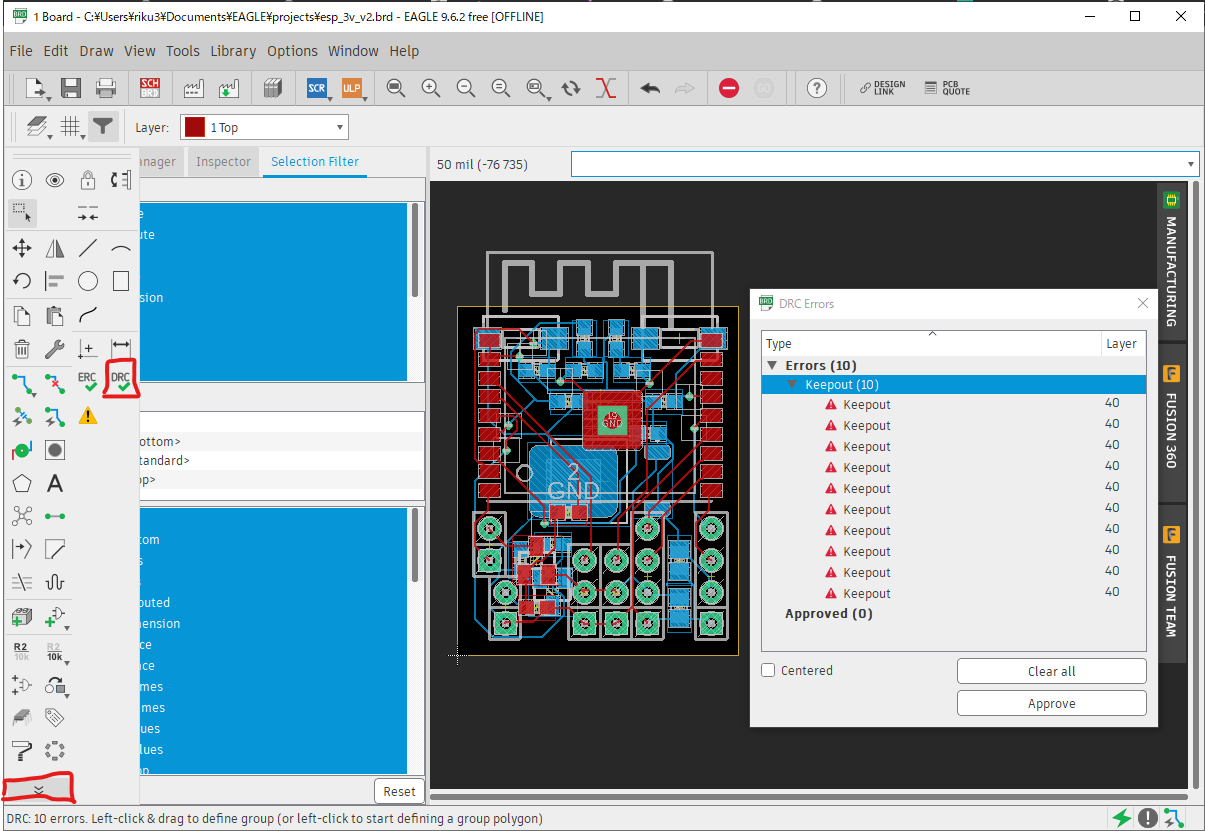 1 Board - C:¥Users¥riku3¥Documents¥EAGLE¥projects¥esp_3v_v2.brd - EAGLE 9.6.2 free [OFFLINE]
File Edit Draw View Tools Library Options Window Help
SCH
BRD
SCR
ULP
DESIGN
LINK
PCB
QUOTE
Layer: 1 Top
anager
Inspector
Selection Filter
50 mil (-76 735)
ute
sion
ottom>
tandard>
op>
tom
s
puted
mension
ce
ace
mes
mes
ues
lues
op
Reset
ERC
DRC
A
R2
10k
R2
10k
2
GND
GND
MANUFACTURING
FUSION 360
FUSION TEAM
DRC Errors
Type Layer
Errors (10)
Keepout (10)
Keepout 40
Keepout 40
Keepout 40
Keepout 40
Keepout 40
Keepout 40
Keepout 40
Keepout 40
Keepout 40
Keepout 40
Approved (0)
Centered
Clear all
Approve
DRC: 10 errors. Left-click & drag to define group (or left-click to start defining a group polygon)